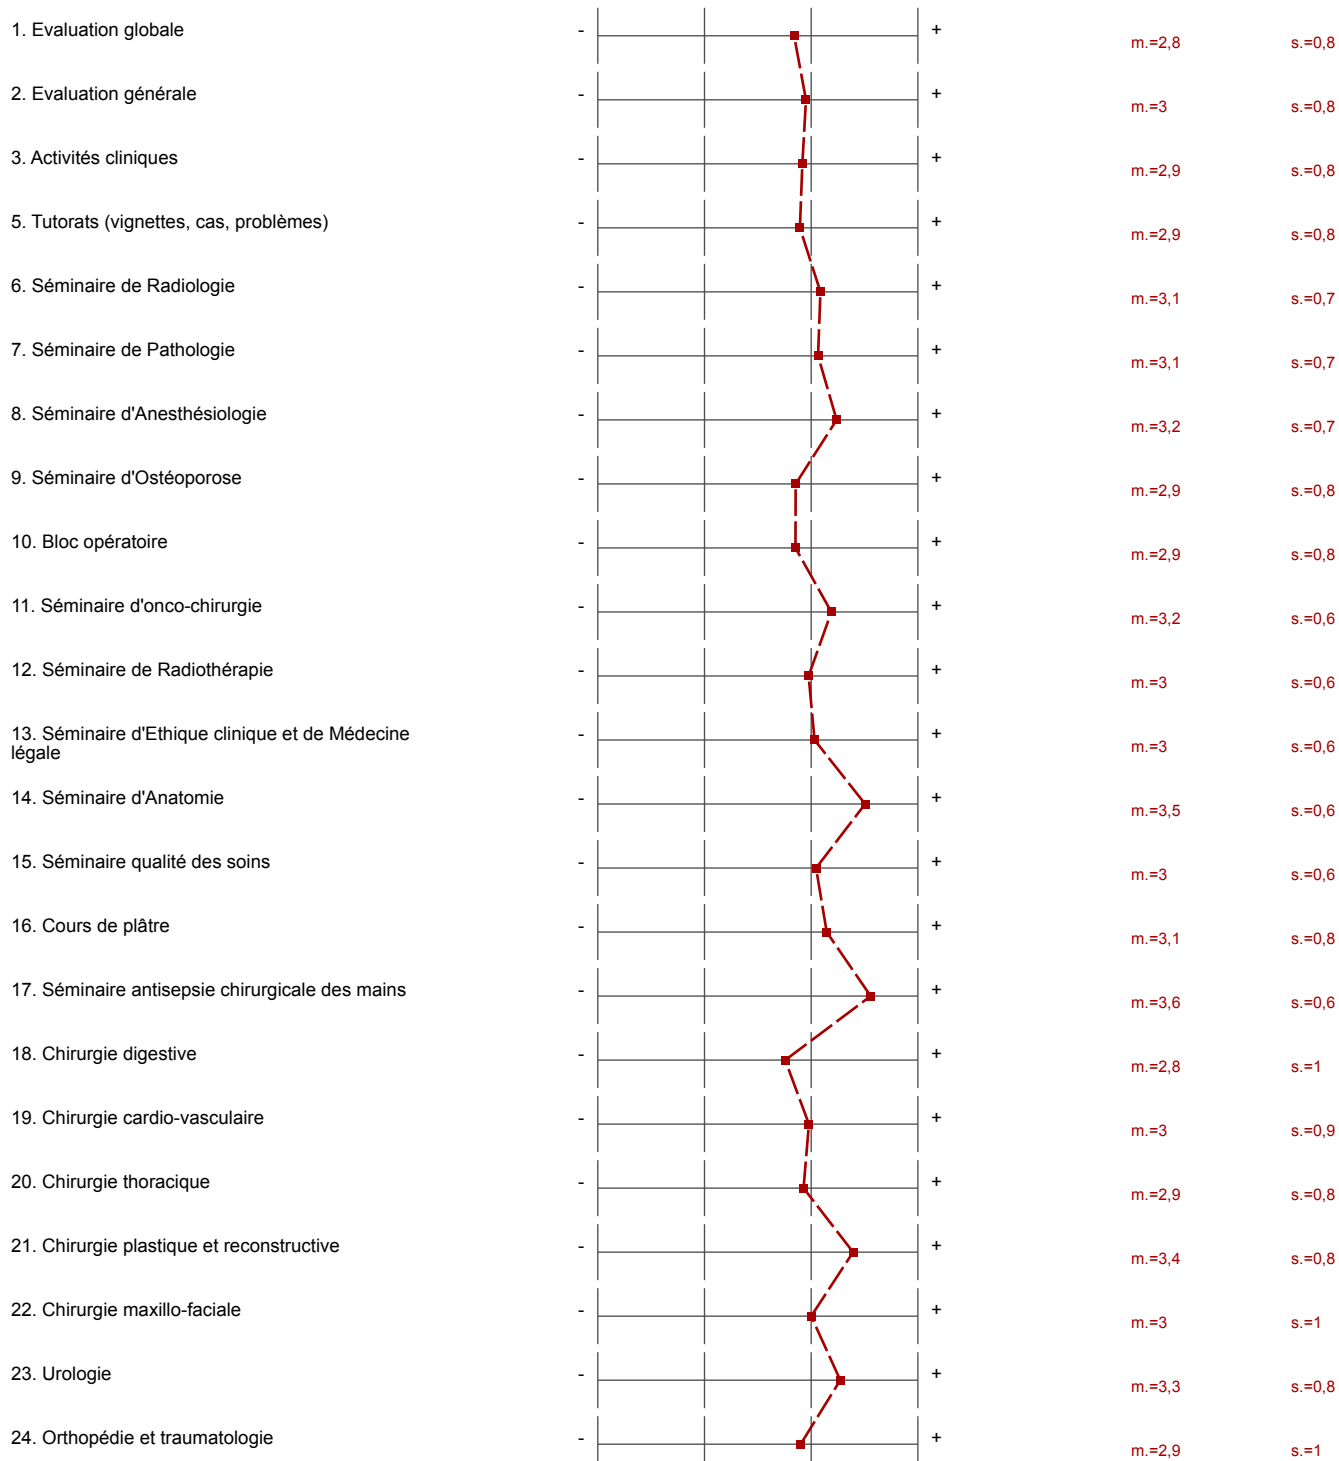 1. Evaluation globale - + m.=2,8 s.=0,8
2. Evaluation générale - + m.=3 s.=0,8
3. Activités cliniques - + m.=2,9 s.=0,8
5. Tutorats (vignettes, cas, problèmes) - + m.=2,9 s.=0,8
6. Séminaire de Radiologie - + m.=3,1 s.=0,7
7. Séminaire de Pathologie - + m.=3,1 s.=0,7
8. Séminaire d'Anesthésiologie - + m.=3,2 s.=0,7
9. Séminaire d'Ostéoporose - + m.=2,9 s.=0,8
10. Bloc opératoire - + m.=2,9 s.=0,8
11. Séminaire d'onco-chirurgie - + m.=3,2 s.=0,6
12. Séminaire de Radiothérapie - + m.=3 s.=0,6
13. Séminaire d'Ethique clinique et de Médecine - + m.=3 s.=0,6
légale
14. Séminaire d'Anatomie - + m.=3,5 s.=0,6
15. Séminaire qualité des soins - + m.=3 s.=0,6
16. Cours de plâtre - + m.=3,1 s.=0,8
17. Séminaire antisepsie chirurgicale des mains - + m.=3,6 s.=0,6
18. Chirurgie digestive - + m.=2,8 s.=1
19. Chirurgie cardio-vasculaire - + m.=3 s.=0,9
20. Chirurgie thoracique - + m.=2,9 s.=0,8
21. Chirurgie plastique et reconstructive - + m.=3,4 s.=0,8
22. Chirurgie maxillo-faciale - + m.=3 s.=1
23. Urologie - + m.=3,3 s.=0,8
24. Orthopédie et traumatologie - + m.=2,9 s.=1